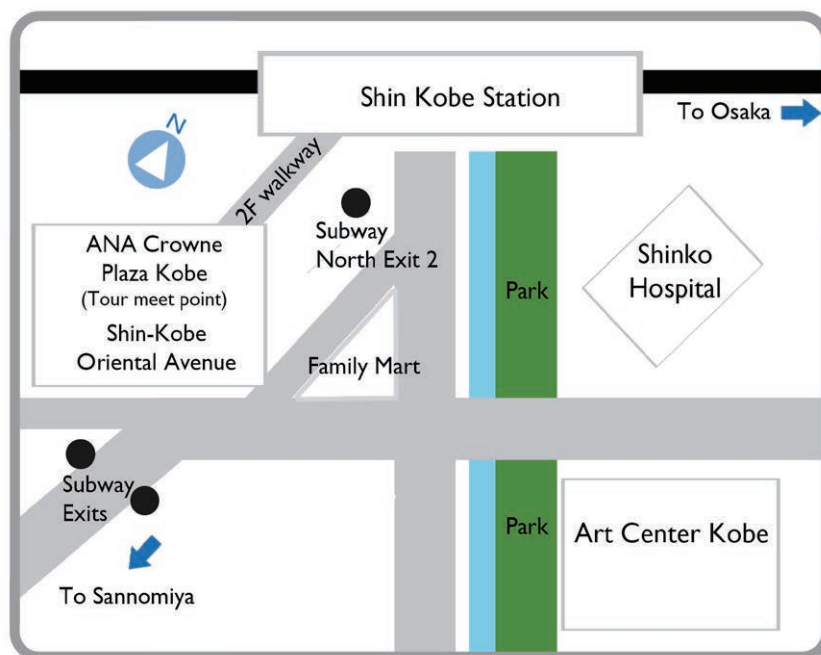 Shin Kobe Station
To Osaka
N
2F walkway
ANA Crowne
Plaza Kobe
(Tour meet point)
Shin-Kobe
Oriental Avenue
Subway
North Exit 2
Park
Shinko
Hospital
Family Mart
Subway
Exits
To Sannomiya
Park
Art Center Kobe